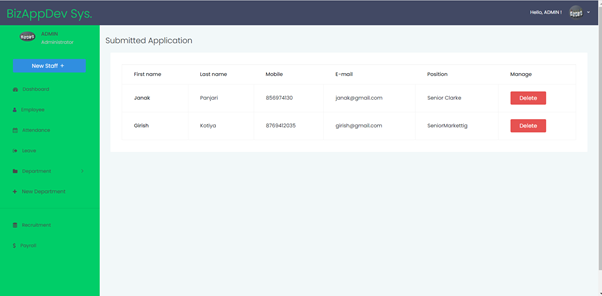 BizAppDev Sys.
Hello, ADMIN !
ADMIN
Administrator
New Staff +
Dashboard
Employee
Attendance
Leave
Department
New Department
Recruitment
Payroll
Submitted Application
First name Last name Mobile E-mail Position Manage
Janak Panjari 856974130 janak@gmail.com Senior Clarke Delete
Girish Kotiya 8769412035 girish@gmail.com SeniorMarkettig Delete